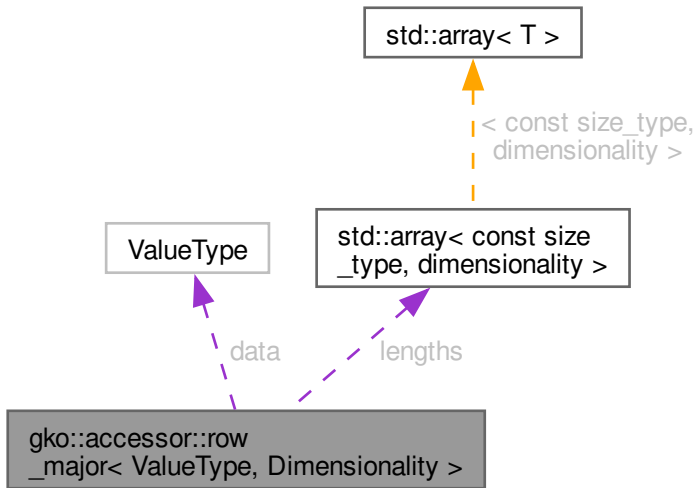 std::array< T >
< const size_type,
dimensionality >
std::array< const size
_type, dimensionality >
ValueType
data
lengths
gko::accessor::row
_major< ValueType, Dimensionality >